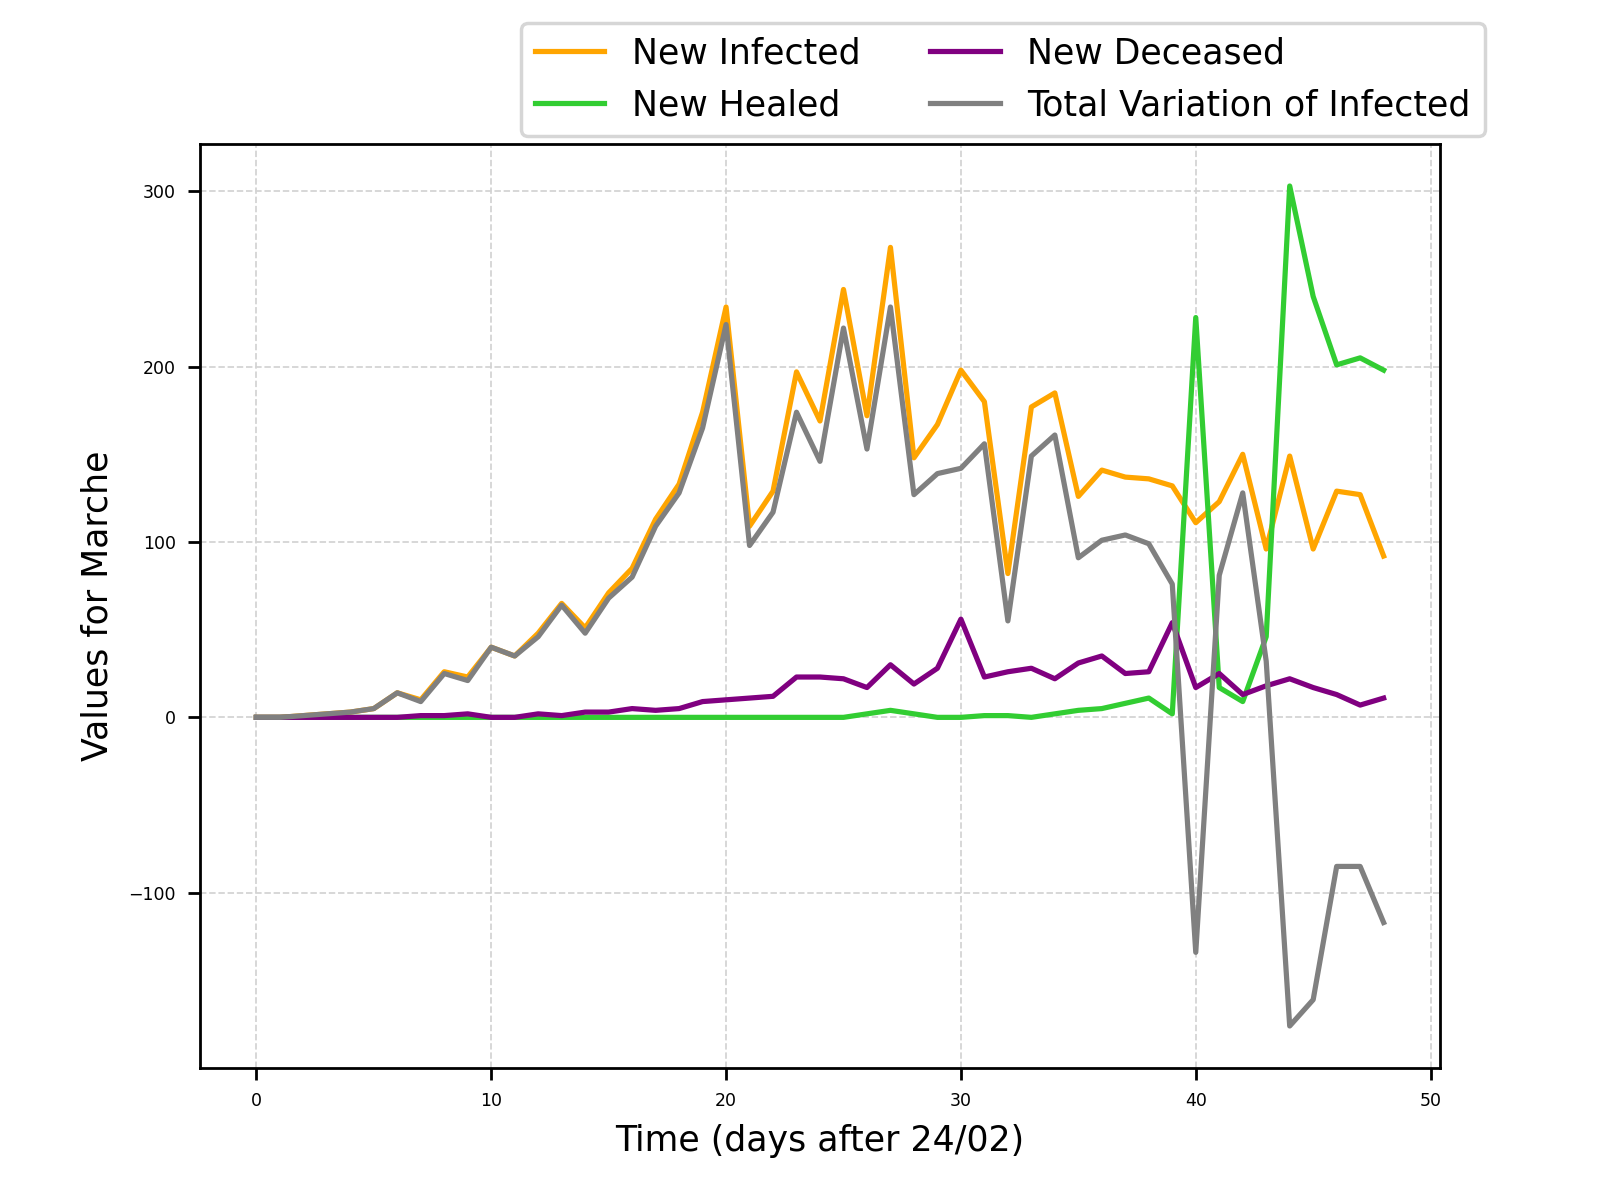 New Infected
New Healed
New Deceased
Total Variation of Infected
300
200
100
0
−100
Values for Marche
0 10 20 30 40 50
Time (days after 24/02)